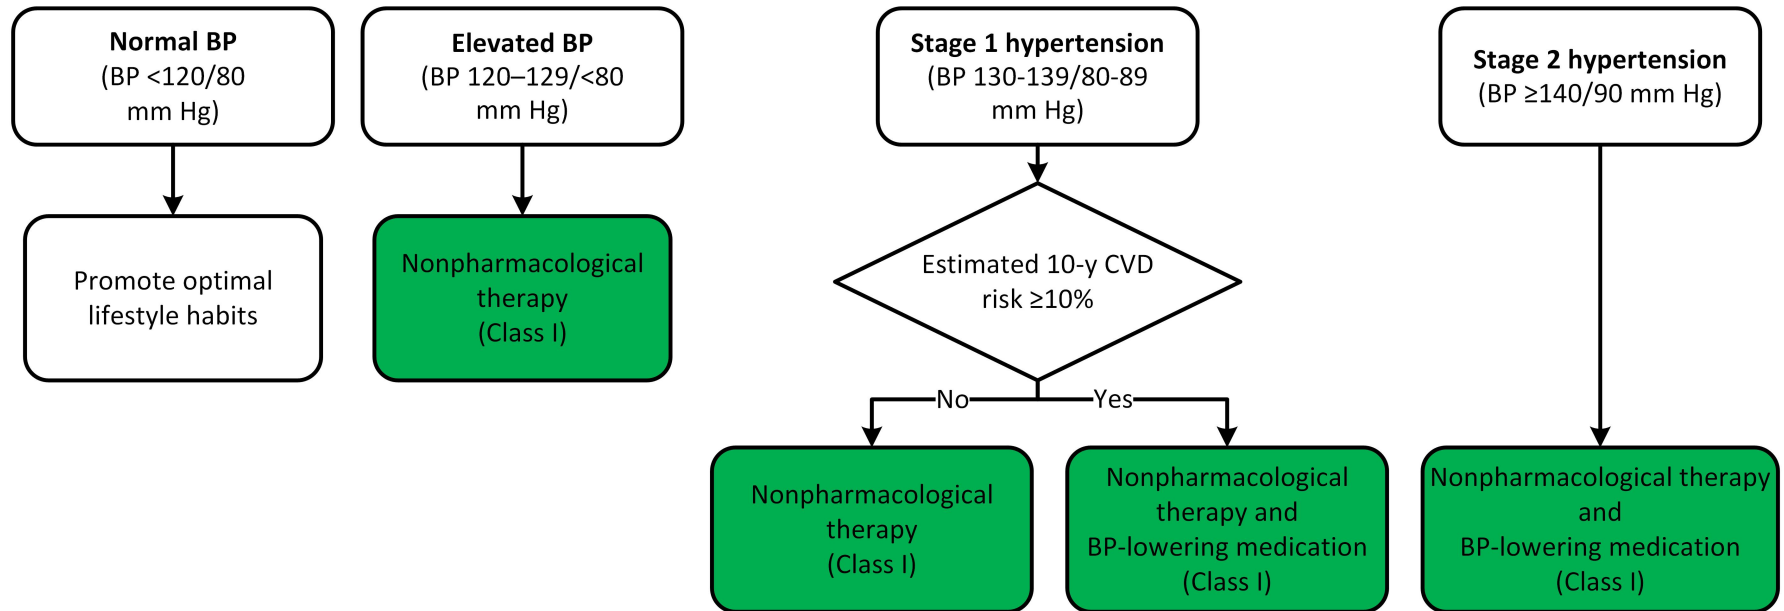 Normal BP
(BP <120/80
mm Hg)
Elevated BP
(BP 120–129/<80
mm Hg)
Stage 1 hypertension
(BP 130-139/80-89
mm Hg)
Stage 2 hypertension
(BP ≥140/90 mm Hg)
Promote optimal
lifestyle habits
Nonpharmacological
therapy
(Class I)
Estimated 10-y CVD
risk ≥10%
No
Yes
Nonpharmacological
therapy
(Class I)
Nonpharmacological
therapy and
BP-lowering medication
(Class I)
Nonpharmacological therapy
and
BP-lowering medication
(Class I)